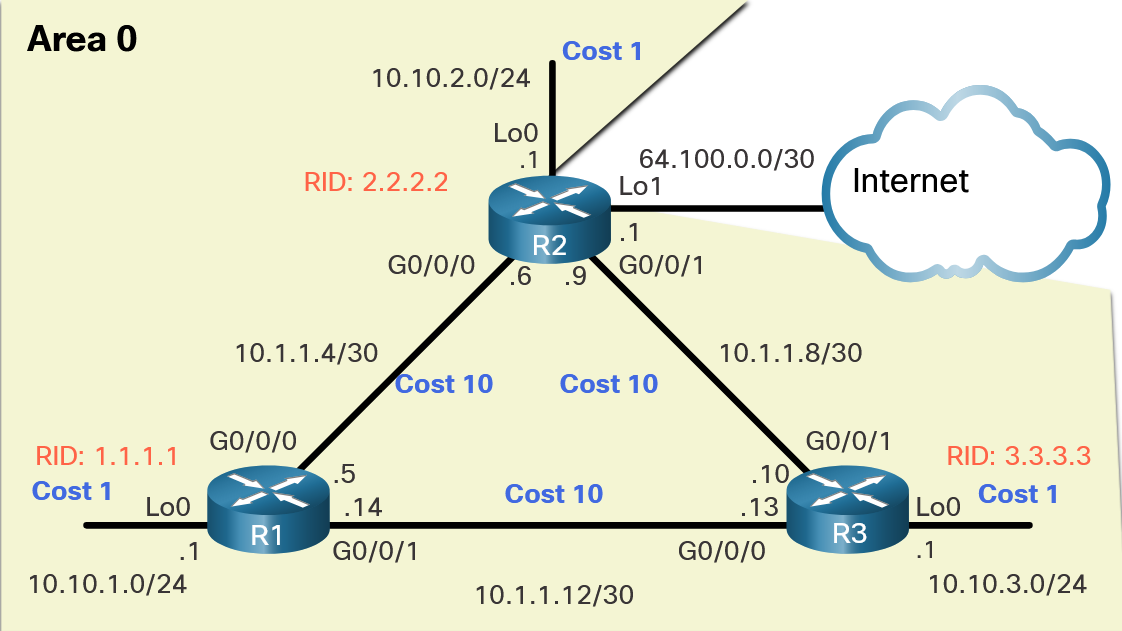 Area 0
Cost 1
10.10.2.0/24
Lo0
.1
64.100.0.0/30
RID: 2.2.2.2
Lo1
Internet
.1
R2
G0/0/0
.6
.9
G0/0/1
10.1.1.4/30
10.1.1.8/30
Cost 10
Cost 10
G0/0/0
G0/0/1
RID: 1.1.1.1
RID: 3.3.3.3
.5
.10
Cost 1
Cost 10
Cost 1
Lo0
.14
.13
Lo0
R1
R3
.1
G0/0/1
G0/0/0
.1
10.10.1.0/24
10.1.1.12/30
10.10.3.0/24